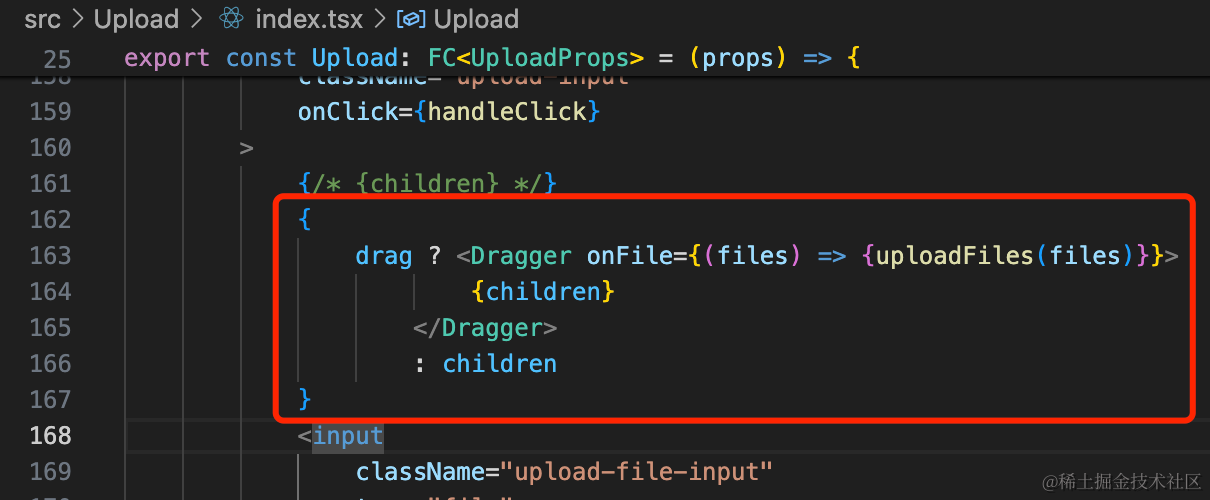 src > Upload > index.tsx > Upload
25 export const Upload: FC<UploadProps> = (props) => {
158 className="upload-input"
159 onClick={handleClick}
160 >
161 {/* {children} */}
162 {
163 drag ? <Dragger onFile={(files) => {uploadFiles(files)}}>
164 {children}
165 </Dragger>
166 : children
167 }
168 <input
169 className="upload-file-input"
170 type="file"
@稀土掘金技术社区